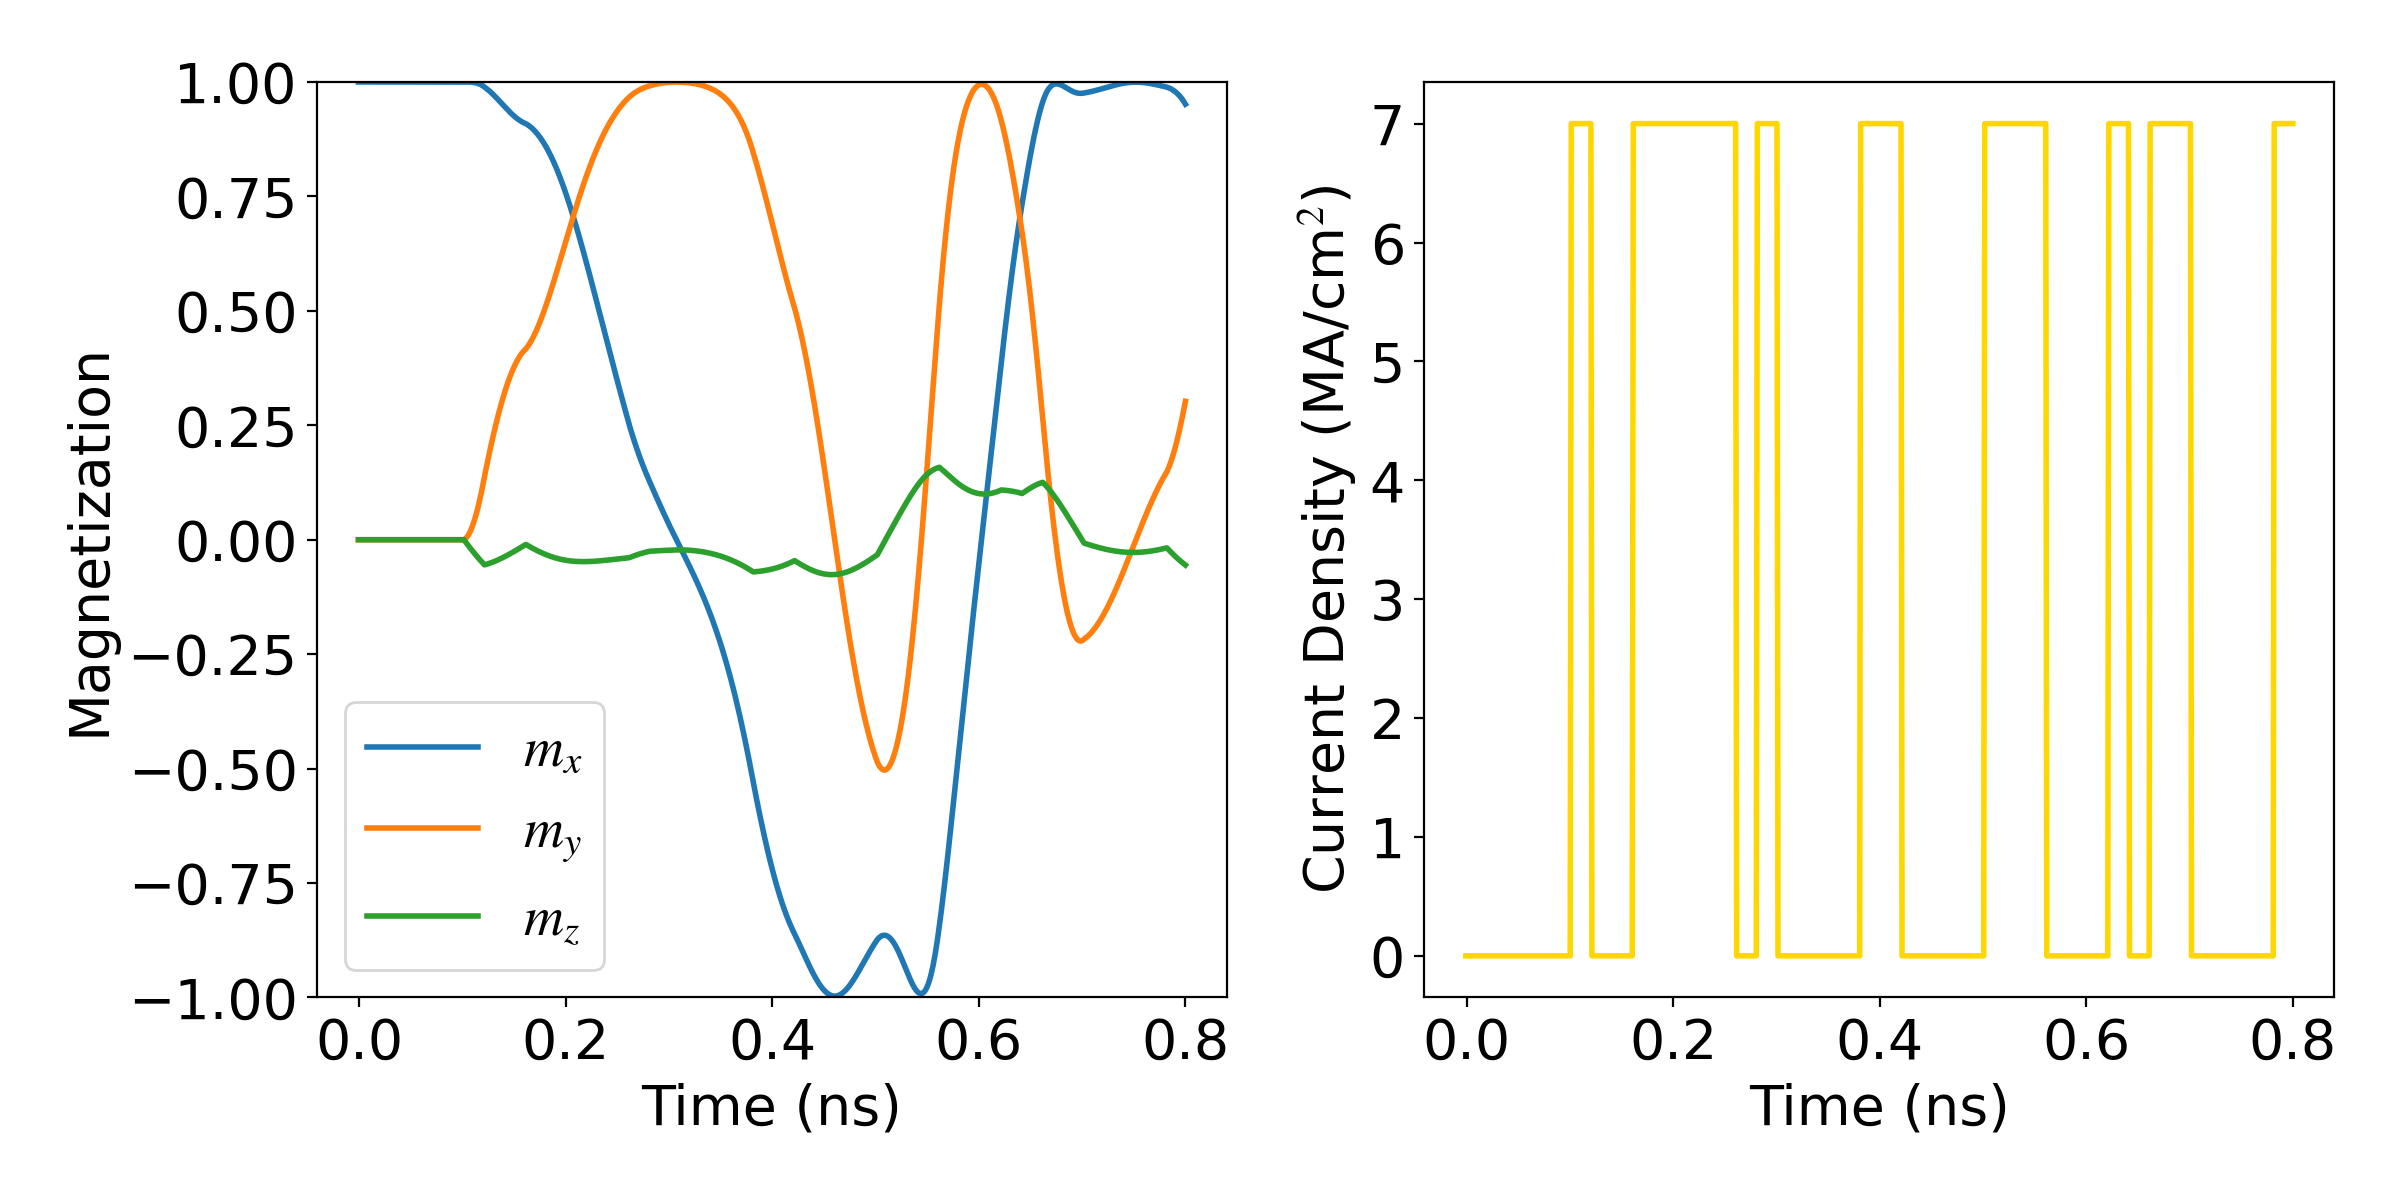 1.00
0.75
0.50
0.25
0.00
−0.25
−0.50
−0.75
−1.00
Magnetization
m_x
m_y
m_z
0.0 0.2 0.4 0.6 0.8
Time (ns)
7
6
5
4
3
2
1
0
Current Density (MA/cm²)
0.0 0.2 0.4 0.6 0.8
Time (ns)